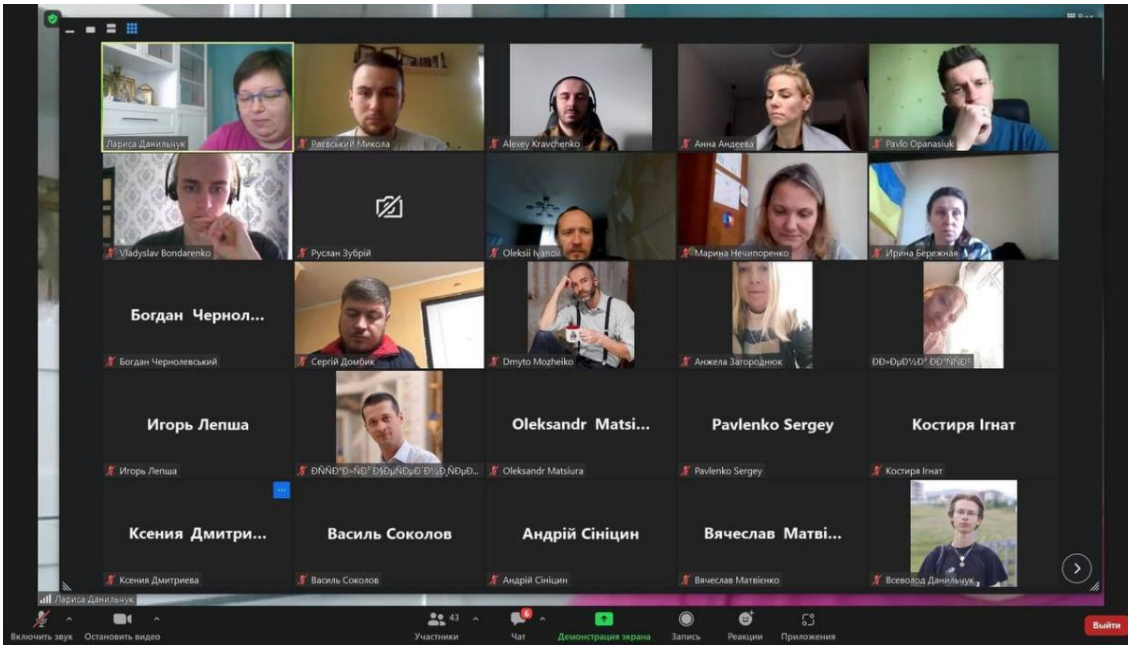 Вид
Лариса Данильчук
Раєвський Микола
Alexey Kravchenko
Анна Андеева
Pavlo Opanasiuk
Vladyslav Bondarenko
Руслан Зубрій
Oleksii Ivanov
Марина Нечипоренко
Ирина Бережная
Богдан Чернол...
Богдан Чернолевський
Сергій Домбик
Dmyto Mozheiko
Анжела Загороднюк
Игорь Лепша
Игорь Лепша
Oleksandr Matsi...
Oleksandr Matsiura
Pavlenko Sergey
Pavlenko Sergey
Костиря Ігнат
Костиря Ігнат
Ксения Дмитри...
Ксения Дмитриева
Василь Соколов
Василь Соколов
Андрій Сініцин
Андрій Сініцин
Вячеслав Матві...
Вячеслав Матвієнко
Всеволод Данильчук
Лариса Данильчук
Включить звук
Остановить видео
43
Участники
6
Чат
Демонстрация экрана
Запись
Реакции
Приложения
Выйти